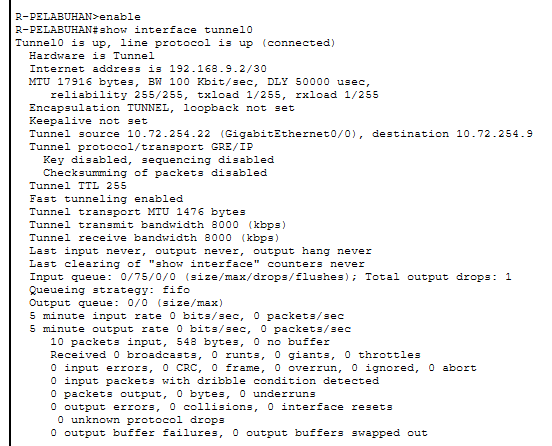 R-PELABUHAN>enable
R-PELABUHAN#show interface tunnel0
Tunnel0 is up, line protocol is up (connected)
Hardware is Tunnel
Internet address is 192.168.9.2/30
MTU 17916 bytes, BW 100 Kbit/sec, DLY 50000 usec,
reliability 255/255, txload 1/255, rxload 1/255
Encapsulation TUNNEL, loopback not set
Keepalive not set
Tunnel source 10.72.254.22 (GigabitEthernet0/0), destination 10.72.254.9
Tunnel protocol/transport GRE/IP
Key disabled, sequencing disabled
Checksumming of packets disabled
Tunnel TTL 255
Fast tunneling enabled
Tunnel transport MTU 1476 bytes
Tunnel transmit bandwidth 8000 (kbps)
Tunnel receive bandwidth 8000 (kbps)
Last input never, output never, output hang never
Last clearing of "show interface" counters never
Input queue: 0/75/0/0 (size/max/drops/flushes); Total output drops: 1
Queueing strategy: fifo
Output queue: 0/0 (size/max)
5 minute input rate 0 bits/sec, 0 packets/sec
5 minute output rate 0 bits/sec, 0 packets/sec
10 packets input, 548 bytes, 0 no buffer
Received 0 broadcasts, 0 runts, 0 giants, 0 throttles
0 input errors, 0 CRC, 0 frame, 0 overrun, 0 ignored, 0 abort
0 input packets with dribble condition detected
0 packets output, 0 bytes, 0 underruns
0 output errors, 0 collisions, 0 interface resets
0 unknown protocol drops
0 output buffer failures, 0 output buffers swapped out